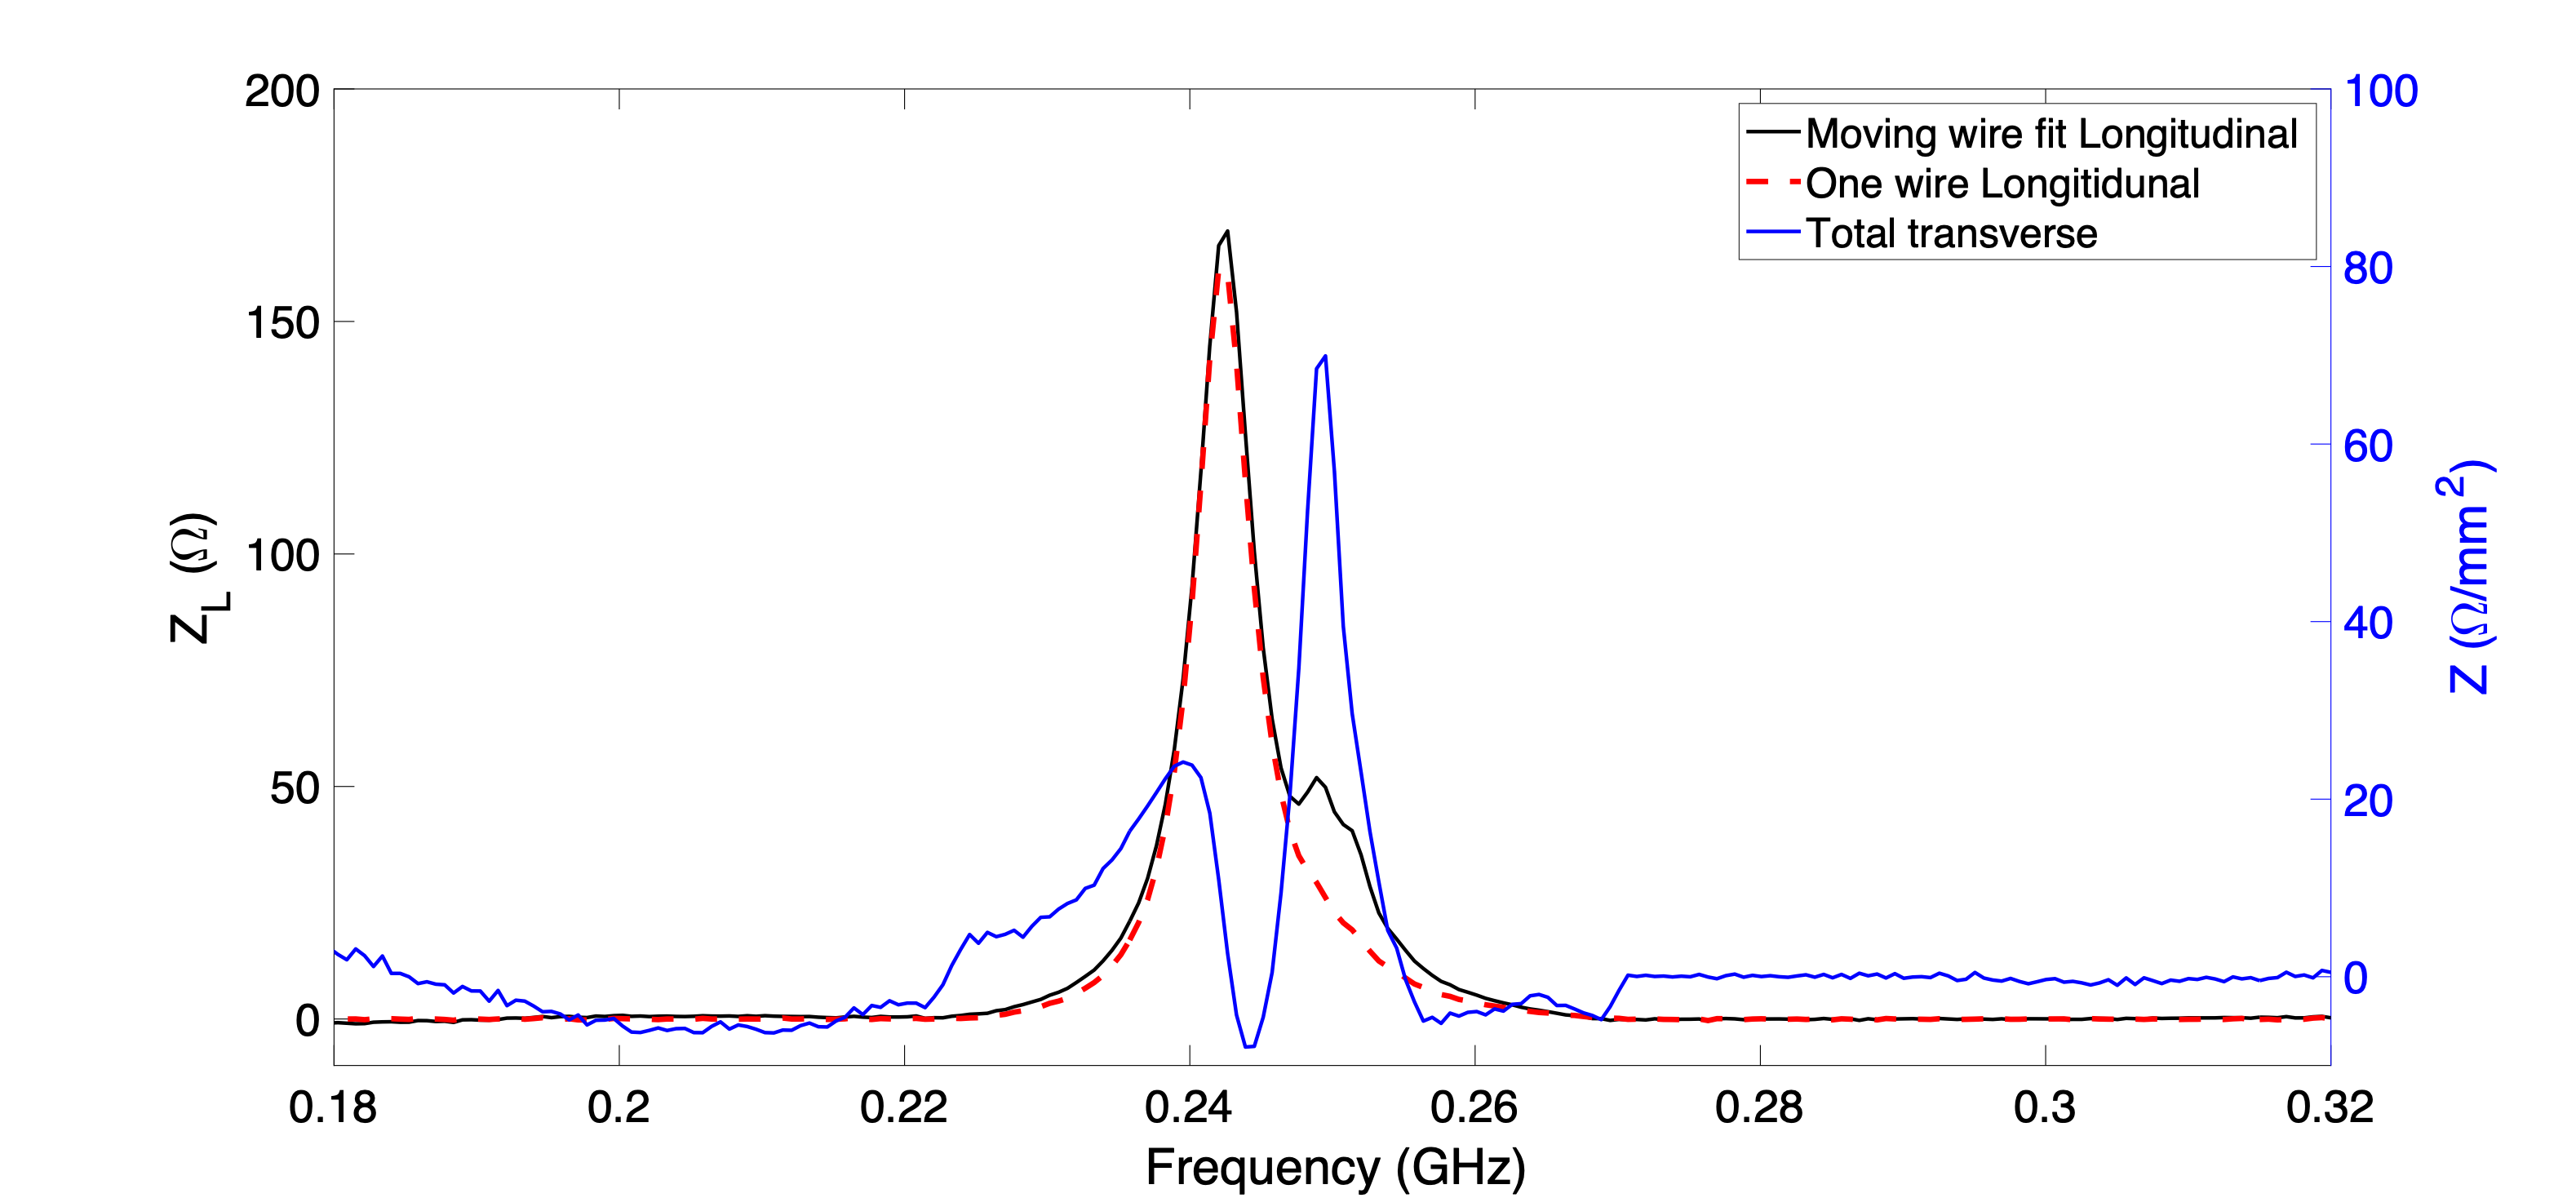 200
150
100
50
0
Z_L (Ω)
100
80
60
40
20
0
Z (Ω/mm²)
Moving wire fit Longitudinal
One wire Longitidunal
Total transverse
0.18 0.2 0.22 0.24 0.26 0.28 0.3 0.32
Frequency (GHz)